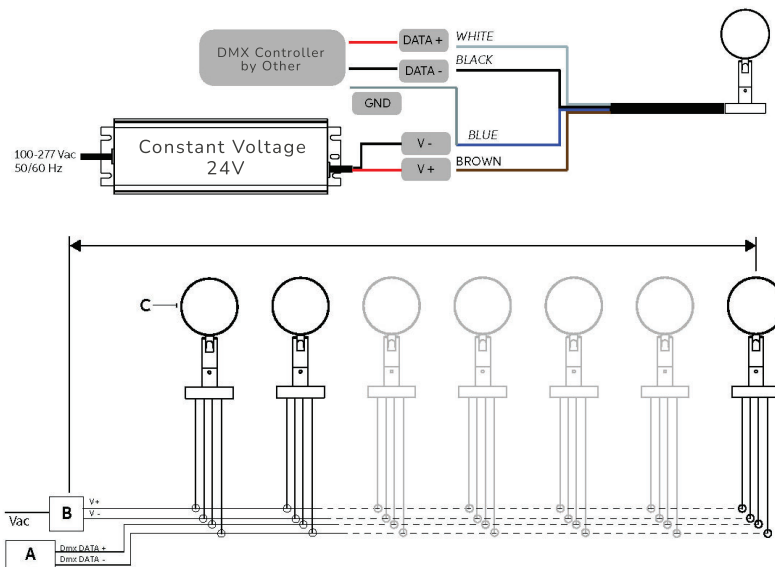 DMX Controller
by Other
DATA +
WHITE
DATA -
BLACK
GND
Constant Voltage
24V
100-277 Vac
50/60 Hz
V -
BLUE
V +
BROWN
C
V+
V -
B
Vac
A
Dmx DATA +
Dmx DATA -